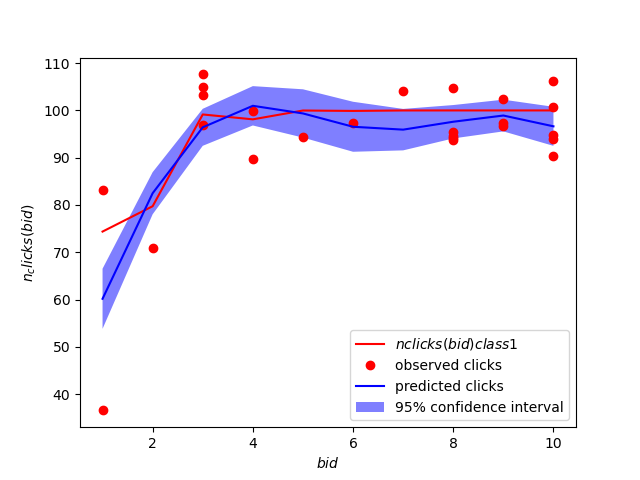 110
100
90
80
70
60
50
40
n_clicks(bid)
2
4
6
8
10
bid
nclicks(bid)class1
observed clicks
predicted clicks
95% confidence interval